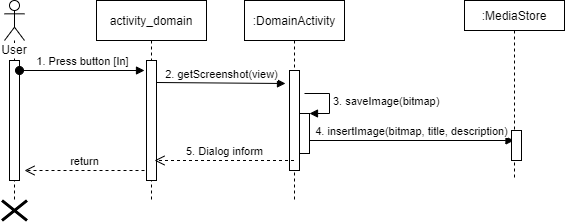 activity_domain
:DomainActivity
:MediaStore
User
1. Press button [In]
2. getScreenshot(view)
3. saveImage(bitmap)
4. insertImage(bitmap, title, description)
5. Dialog inform
return